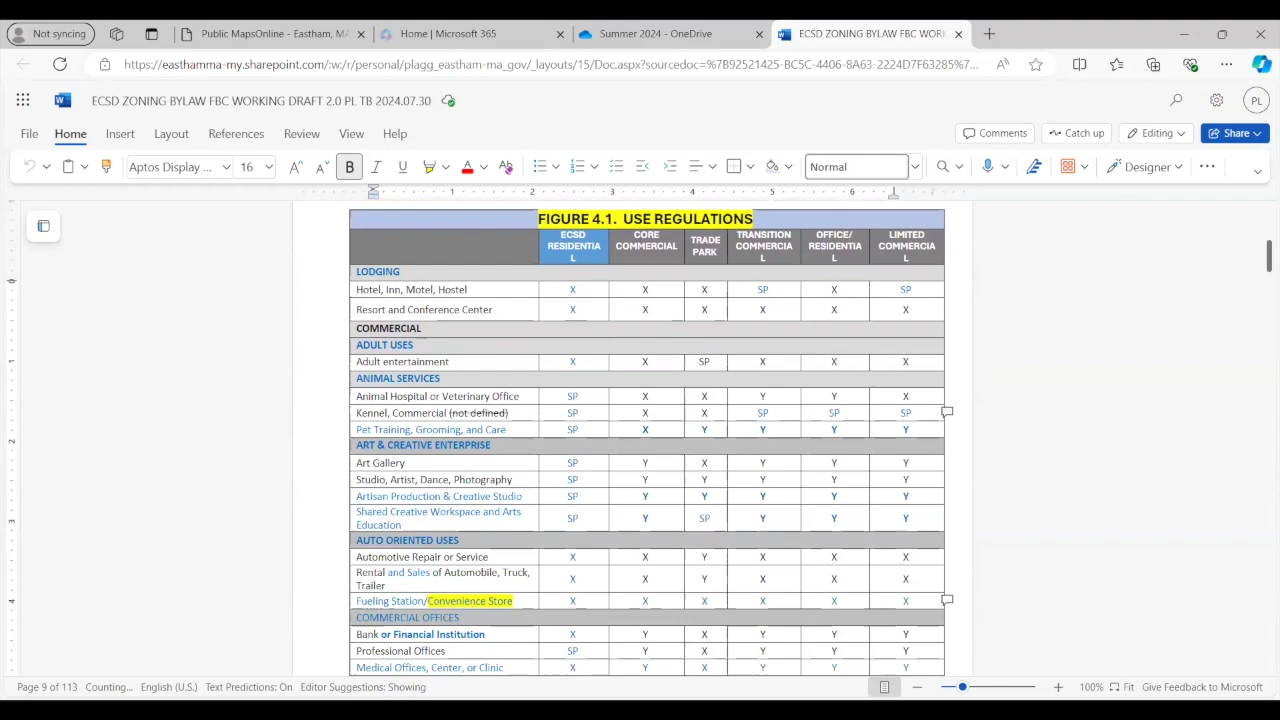 Not syncing
Public MapsOnline - Eastham, MA
Home | Microsoft 365
Summer 2024 - OneDrive
ECSD ZONING BYLAW FBC WORK
https://easthamma-my.sharepoint.com/:w/r/personal/plagg_eastham-ma_gov/_layouts/15/Doc.aspx?sourcedoc=%7B92521425-BC5C-4406-8A63-2224D7F63285%7...
ECSD ZONING BYLAW FBC WORKING DRAFT 2.0 PL TB 2024.07.30
PL
File Home Insert Layout References Review View Help
Comments Catch up Editing Share
Aptos Display ... 16 Normal Designer
1 2 3 4 5 6 7
FIGURE 4.1. USE REGULATIONS
ECSD RESIDENTIAL CORE COMMERCIAL TRADE PARK TRANSITION COMMERCIAL OFFICE/ RESIDENTIAL LIMITED COMMERCIAL
LODGING
Hotel, Inn, Motel, Hostel X X X SP X SP
Resort and Conference Center X X X X X X
COMMERCIAL
ADULT USES
Adult entertainment X X SP X X X
ANIMAL SERVICES
Animal Hospital or Veterinary Office SP X X Y Y X
Kennel, Commercial (not defined) SP X X SP SP SP
Pet Training, Grooming, and Care SP X Y Y Y Y
ART & CREATIVE ENTERPRISE
Art Gallery SP Y X Y Y Y
Studio, Artist, Dance, Photography SP Y Y Y Y Y
Artisan Production & Creative Studio SP Y Y Y Y Y
Shared Creative Workspace and Arts Education SP Y SP Y Y Y
AUTO ORIENTED USES
Automotive Repair or Service X X Y X X X
Rental and Sales of Automobile, Truck, Trailer X X Y X X X
Fueling Station/Convenience Store X X X X X X
COMMERCIAL OFFICES
Bank or Financial Institution X Y X Y Y Y
Professional Offices SP Y X Y Y Y
Medical Offices, Center, or Clinic X Y X Y Y Y
Page 9 of 113 Counting... English (U.S.) Text Predictions: On Editor Suggestions: Showing
100% Fit Give Feedback to Microsoft